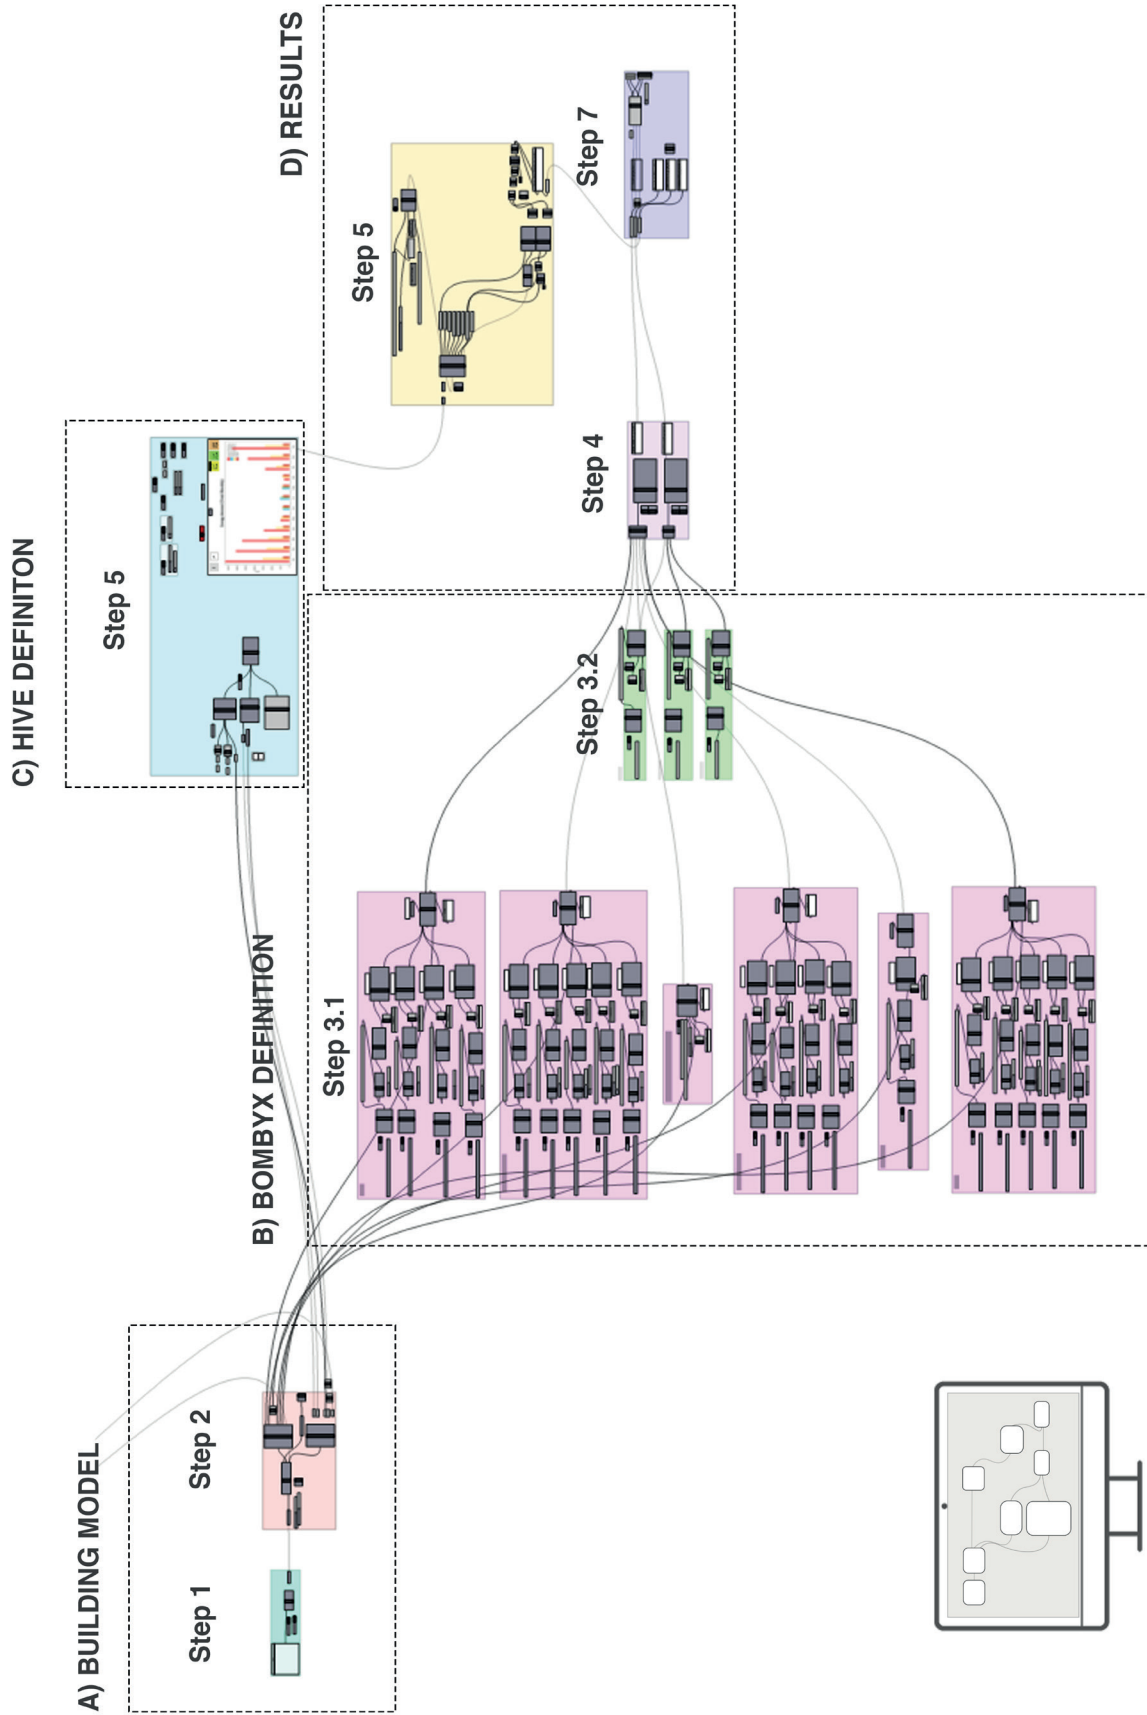 A) BUILDING MODEL
Step 1
Step 2
B) BOMBYX DEFINITION
Step 3.1
Step 3.2
C) HIVE DEFINITON
Step 5
D) RESULTS
Step 5
Step 4
Step 7